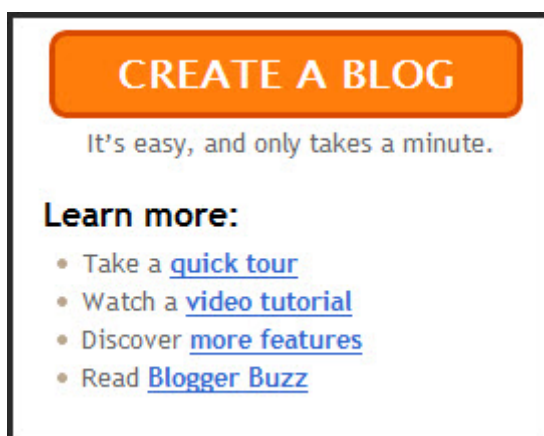 CREATE A BLOG
It's easy, and only takes a minute.
Learn more:
• Take a quick tour
• Watch a video tutorial
• Discover more features
• Read Blogger Buzz